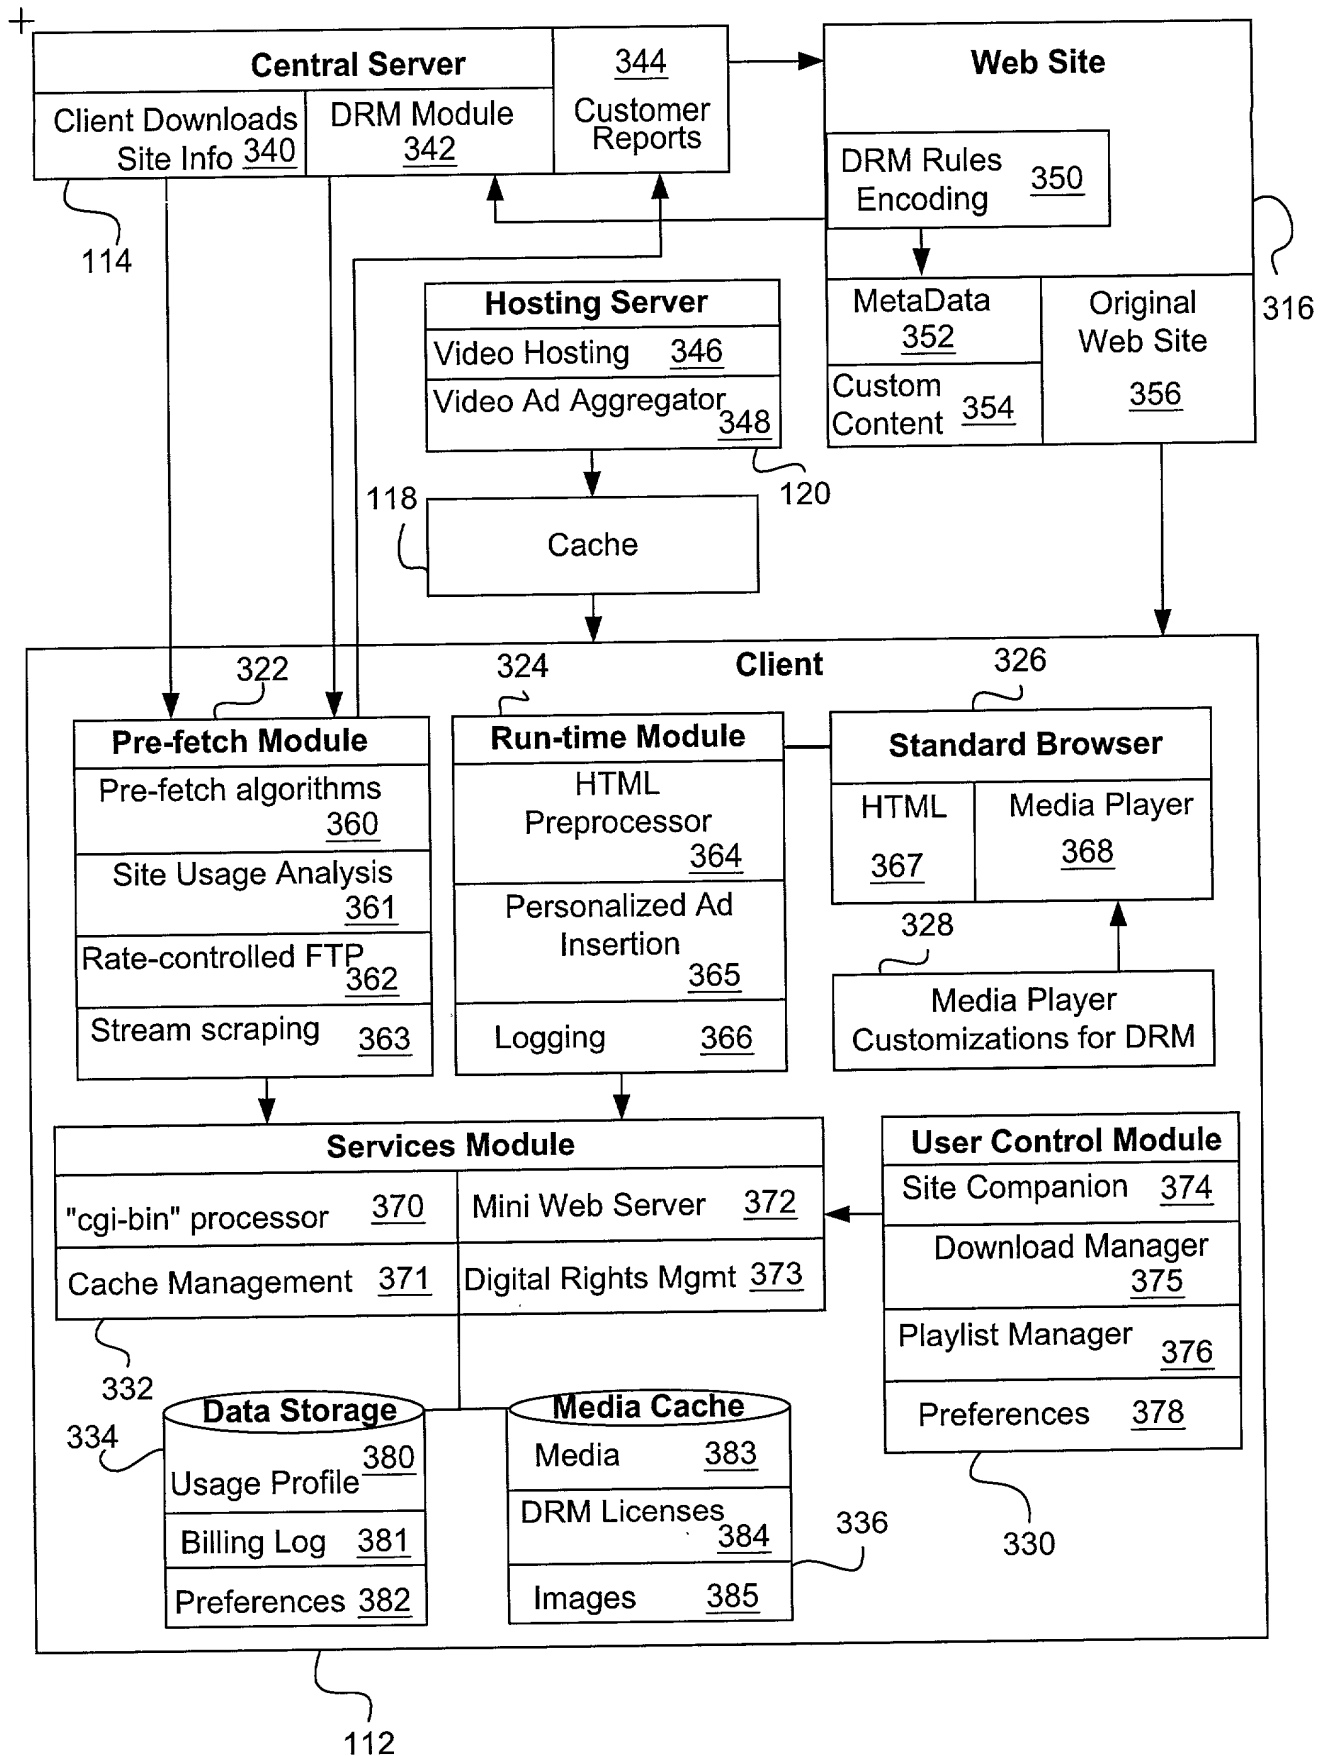 Central Server
Client Downloads
Site Info 340
DRM Module
342
344
Customer
Reports
Web Site
DRM Rules
Encoding
350
114
316
MetaData
352
Custom
Content
354
Original
Web Site
356
Hosting Server
Video Hosting 346
Video Ad Aggregator
348
120
118
Cache
Client
322
324
326
Pre-fetch Module
Pre-fetch algorithms
360
Site Usage Analysis
361
Rate-controlled FTP
362
Stream scraping 363
Run-time Module
HTML
Preprocessor
364
Personalized Ad
Insertion
365
Logging 366
Standard Browser
HTML
367
Media Player
368
328
Media Player
Customizations for DRM
Services Module
"cgi-bin" processor 370
Mini Web Server 372
Cache Management 371
Digital Rights Mgmt 373
332
User Control Module
Site Companion 374
Download Manager
375
Playlist Manager
376
Preferences 378
330
334
Data Storage
380
Usage Profile
Billing Log 381
Preferences 382
Media Cache
Media 383
DRM Licenses
384
Images 385
336
112